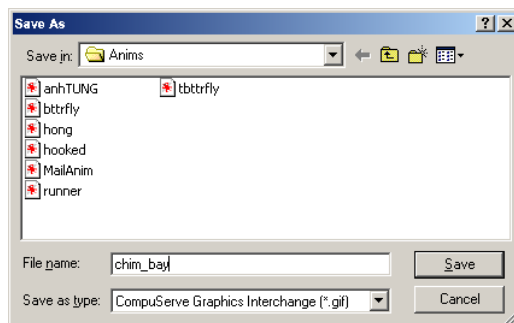 Save As
Save in: Anims
anhTUNG
bttrfly
hong
hooked
MailAnim
runner
tbttrfly
File name: chim_bay Save
Save as type: CompuServe Graphics Interchange (*.gif) Cancel